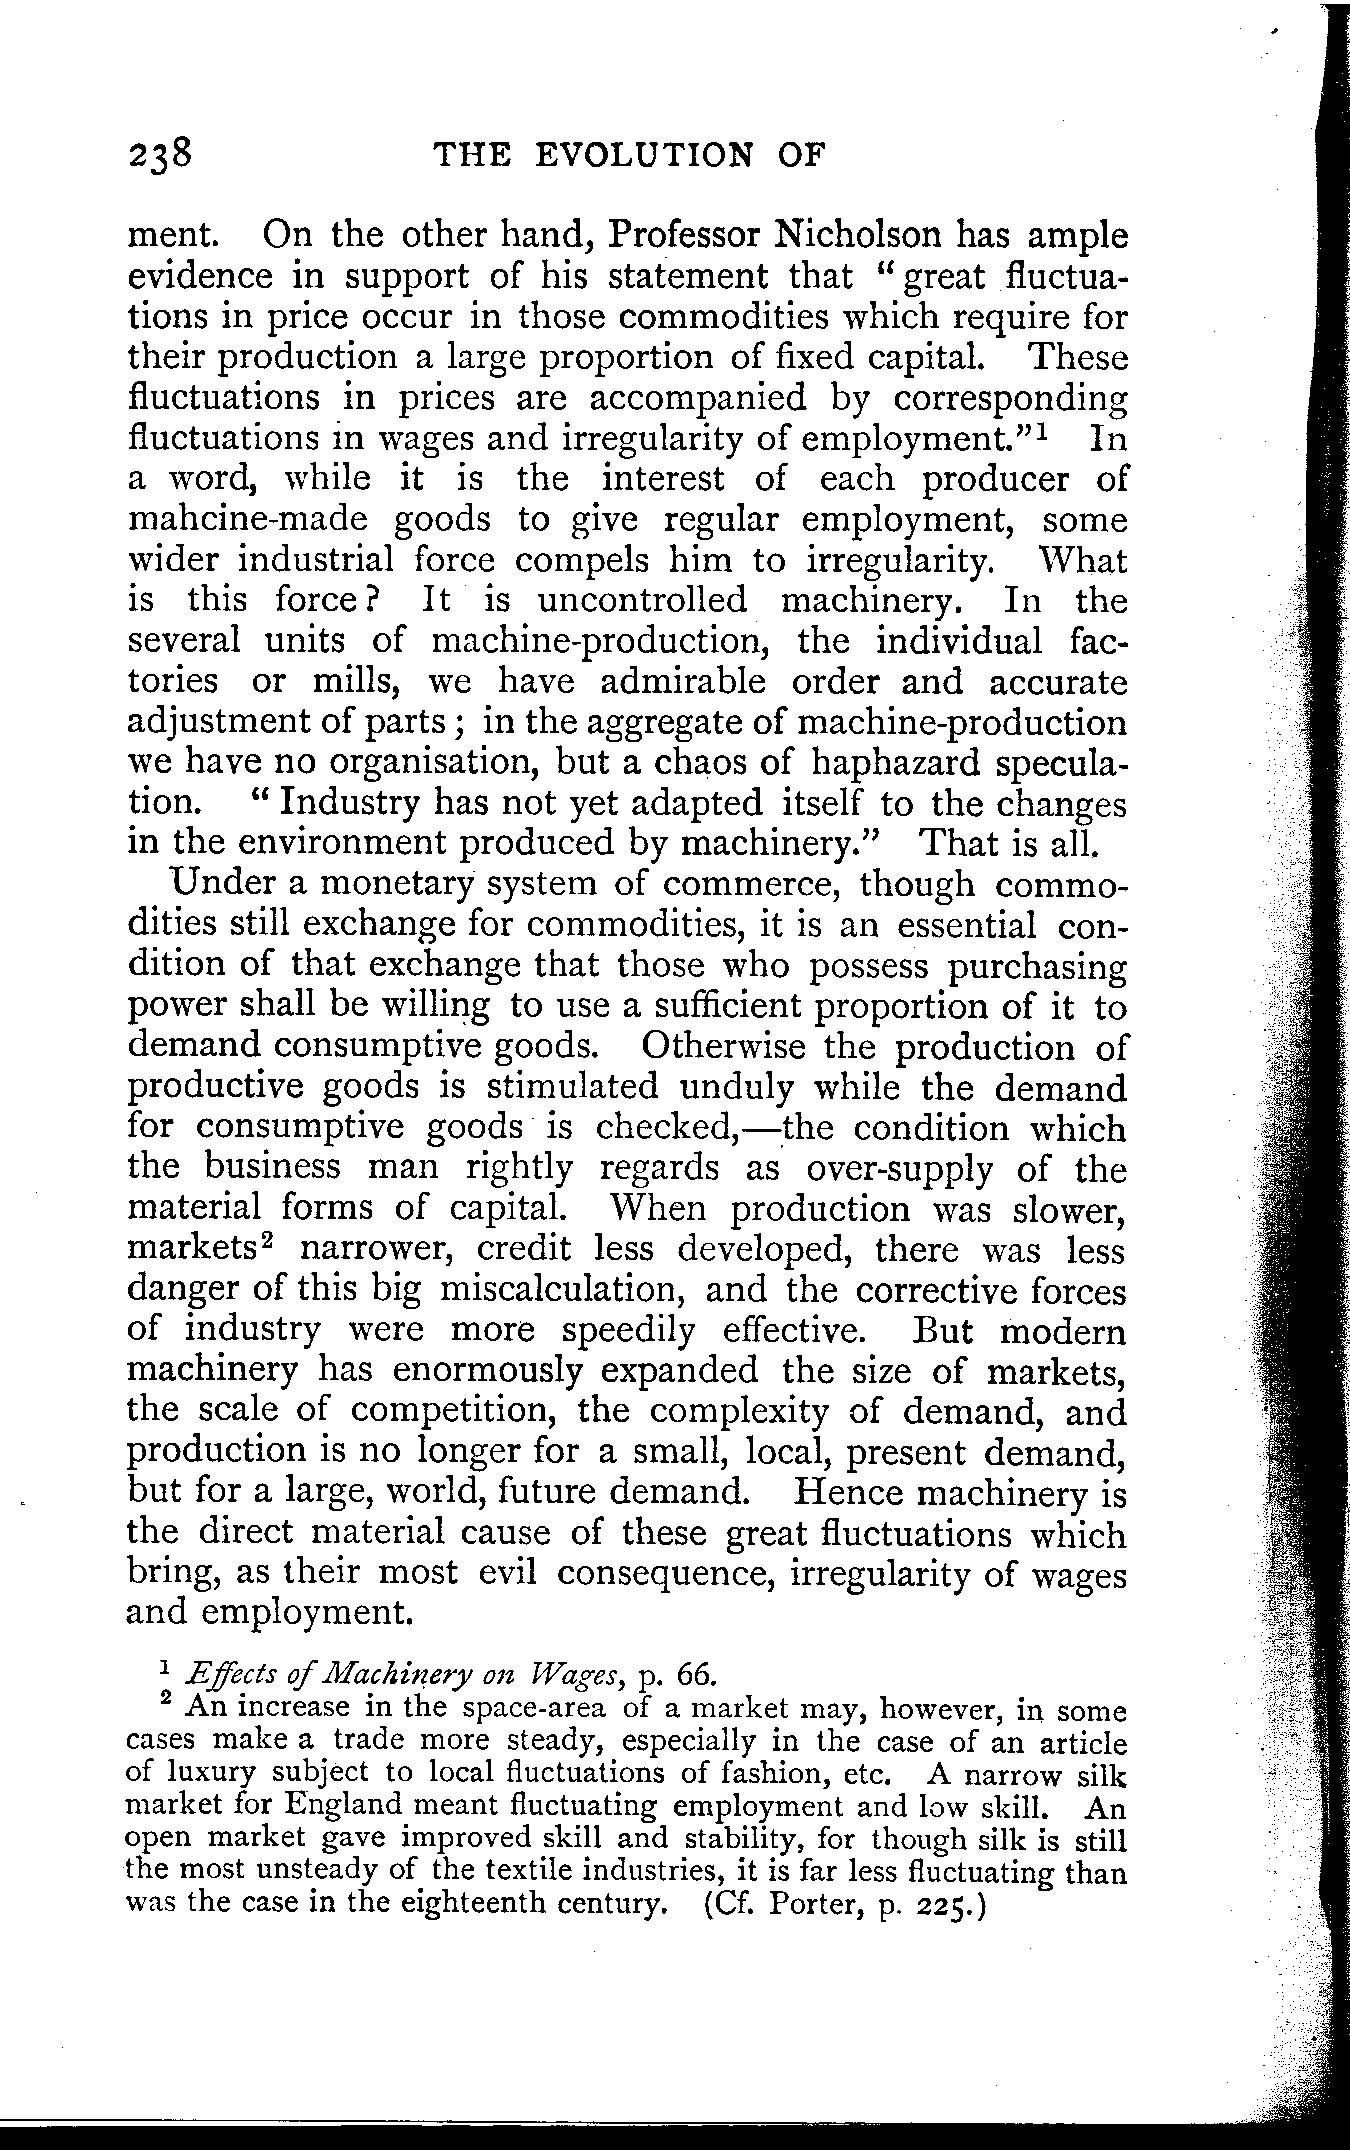 238 THE EVOLUTION OF
ment. On the other hand, Professor Nicholson has ample
evidence in support of his statement that “great fluctua-
tions in price occur in those commodities which require for
their production a large proportion of fixed capital. These
fluctuations in prices are accompanied by corresponding
fluctuations in wages and irregularity of employment.”¹ In
a word, while it is the interest of each producer of
mahcine-made goods to give regular employment, some
wider industrial force compels him to irregularity. What
is this force? It is uncontrolled machinery. In the
several units of machine-production, the individual fac-
tories or mills, we have admirable order and accurate
adjustment of parts; in the aggregate of machine-production
we have no organisation, but a chaos of haphazard specula-
tion. “Industry has not yet adapted itself to the changes
in the environment produced by machinery.” That is all.
Under a monetary system of commerce, though commo-
dities still exchange for commodities, it is an essential con-
dition of that exchange that those who possess purchasing
power shall be willing to use a sufficient proportion of it to
demand consumptive goods. Otherwise the production of
productive goods is stimulated unduly while the demand
for consumptive goods is checked,—the condition which
the business man rightly regards as over-supply of the
material forms of capital. When production was slower,
markets² narrower, credit less developed, there was less
danger of this big miscalculation, and the corrective forces
of industry were more speedily effective. But modern
machinery has enormously expanded the size of markets,
the scale of competition, the complexity of demand, and
production is no longer for a small, local, present demand,
but for a large, world, future demand. Hence machinery is
the direct material cause of these great fluctuations which
bring, as their most evil consequence, irregularity of wages
and employment.
¹ Effects of Machinery on Wages, p. 66.
² An increase in the space-area of a market may, however, in some
cases make a trade more steady, especially in the case of an article
of luxury subject to local fluctuations of fashion, etc. A narrow silk
market for England meant fluctuating employment and low skill. An
open market gave improved skill and stability, for though silk is still
the most unsteady of the textile industries, it is far less fluctuating than
was the case in the eighteenth century. (Cf. Porter, p. 225.)